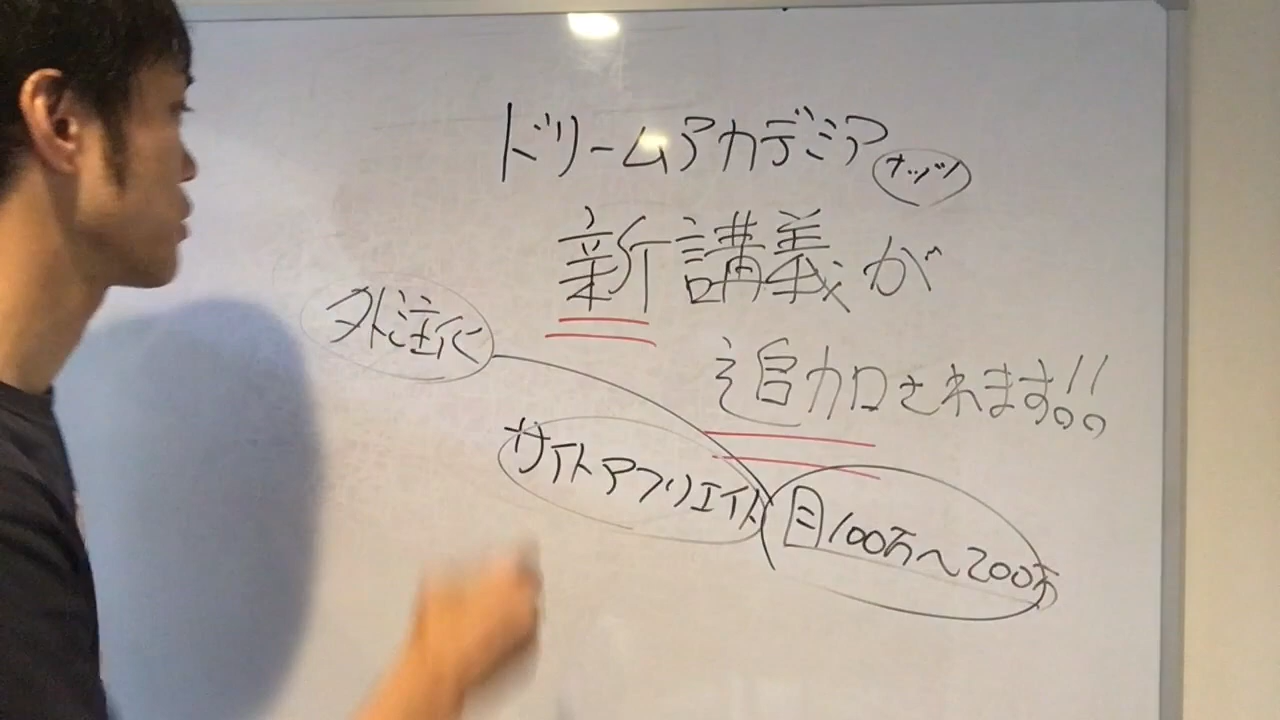 ドリームアカデミア
ナッツ
新講義が
外注化
追加されます!!
サイトアフリエイト
月100万〜200万